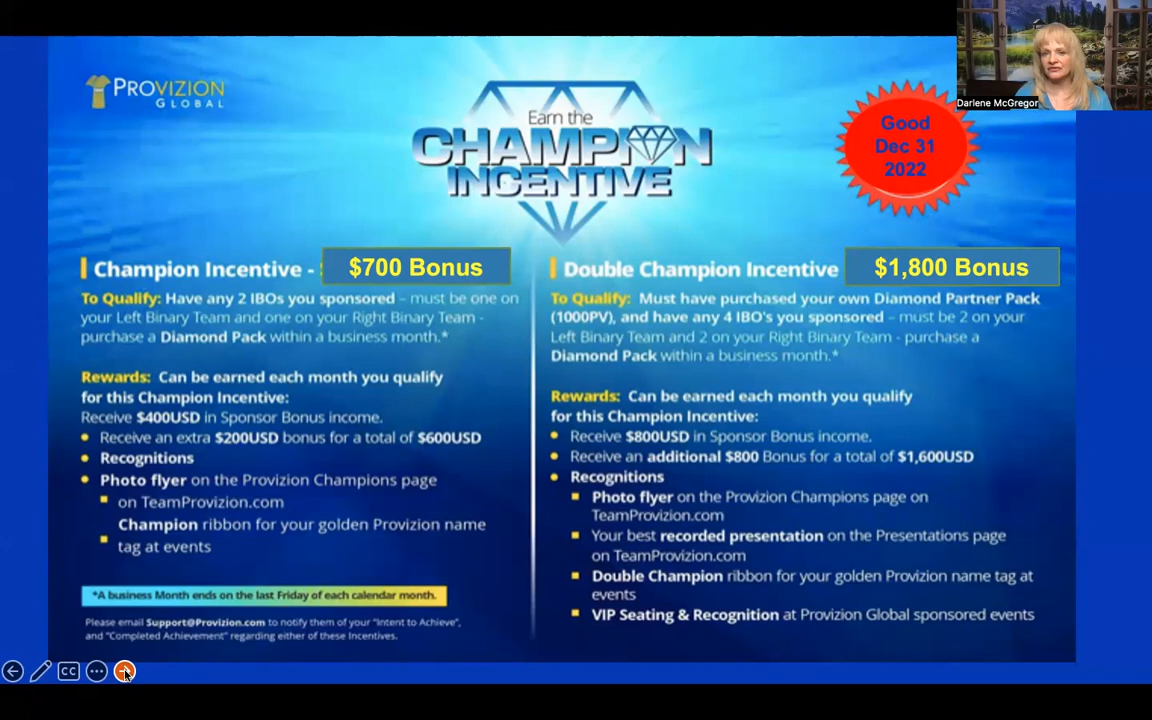 PROVIZION
GLOBAL
Earn the
CHAMPION
INCENTIVE
Good
Dec 31
2022
Darlene McGregor
Champion Incentive -
$700 Bonus
To Qualify: Have any 2 IBOs you sponsored – must be one on
your Left Binary Team and one on your Right Binary Team -
purchase a Diamond Pack within a business month.*
Rewards: Can be earned each month you qualify
for this Champion Incentive:
Receive $400USD in Sponsor Bonus income.
Receive an extra $200USD bonus for a total of $600USD
Recognitions
Photo flyer on the Provizion Champions page
on TeamProvizion.com
Champion ribbon for your golden Provizion name
tag at events
*A business Month ends on the last Friday of each calendar month.
Please email Support@Provizion.com to notify them of your "Intent to Achieve",
and "Completed Achievement" regarding either of these Incentives.
Double Champion Incentive
$1,800 Bonus
To Qualify: Must have purchased your own Diamond Partner Pack
(1000PV), and have any 4 IBO's you sponsored – must be 2 on your
Left Binary Team and 2 on your Right Binary Team - purchase a
Diamond Pack within a business month.*
Rewards: Can be earned each month you qualify
for this Champion Incentive:
Receive $800USD in Sponsor Bonus income.
Receive an additional $800 Bonus for a total of $1,600USD
Recognitions
Photo flyer on the Provizion Champions page on
TeamProvizion.com
Your best recorded presentation on the Presentations page
on TeamProvizion.com
Double Champion ribbon for your golden Provizion name tag at
events
VIP Seating & Recognition at Provizion Global sponsored events
CC